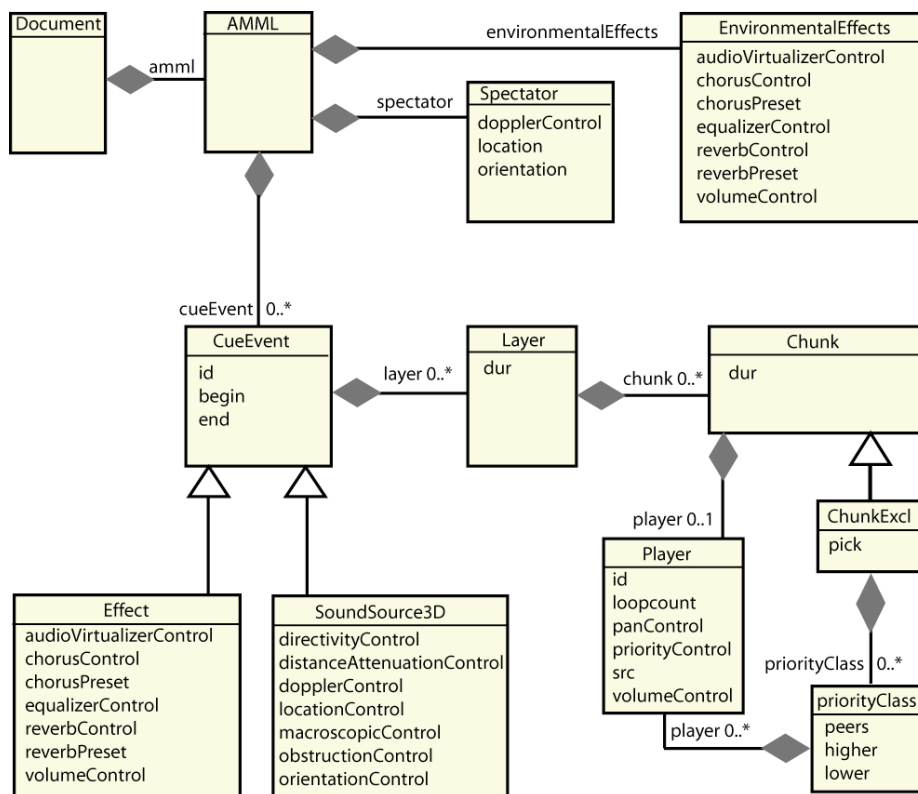 Document
amml
AMML
environmentalEffects
EnvironmentalEffects
audioVirtualizerControl
chorusControl
chorusPreset
equalizerControl
reverbControl
reverbPreset
volumeControl
spectator
Spectator
dopplerControl
location
orientation
cueEvent 0..*
CueEvent
id
begin
end
layer 0..*
Layer
dur
chunk 0..*
Chunk
dur
player 0..1
ChunkExcl
pick
Player
id
loopcount
panControl
priorityControl
src
volumeControl
priorityClass 0..*
priorityClass
peers
higher
lower
player 0..*
Effect
audioVirtualizerControl
chorusControl
chorusPreset
equalizerControl
reverbControl
reverbPreset
volumeControl
SoundSource3D
directivityControl
distanceAttenuationControl
dopplerControl
locationControl
macroscopicControl
obstructionControl
orientationControl